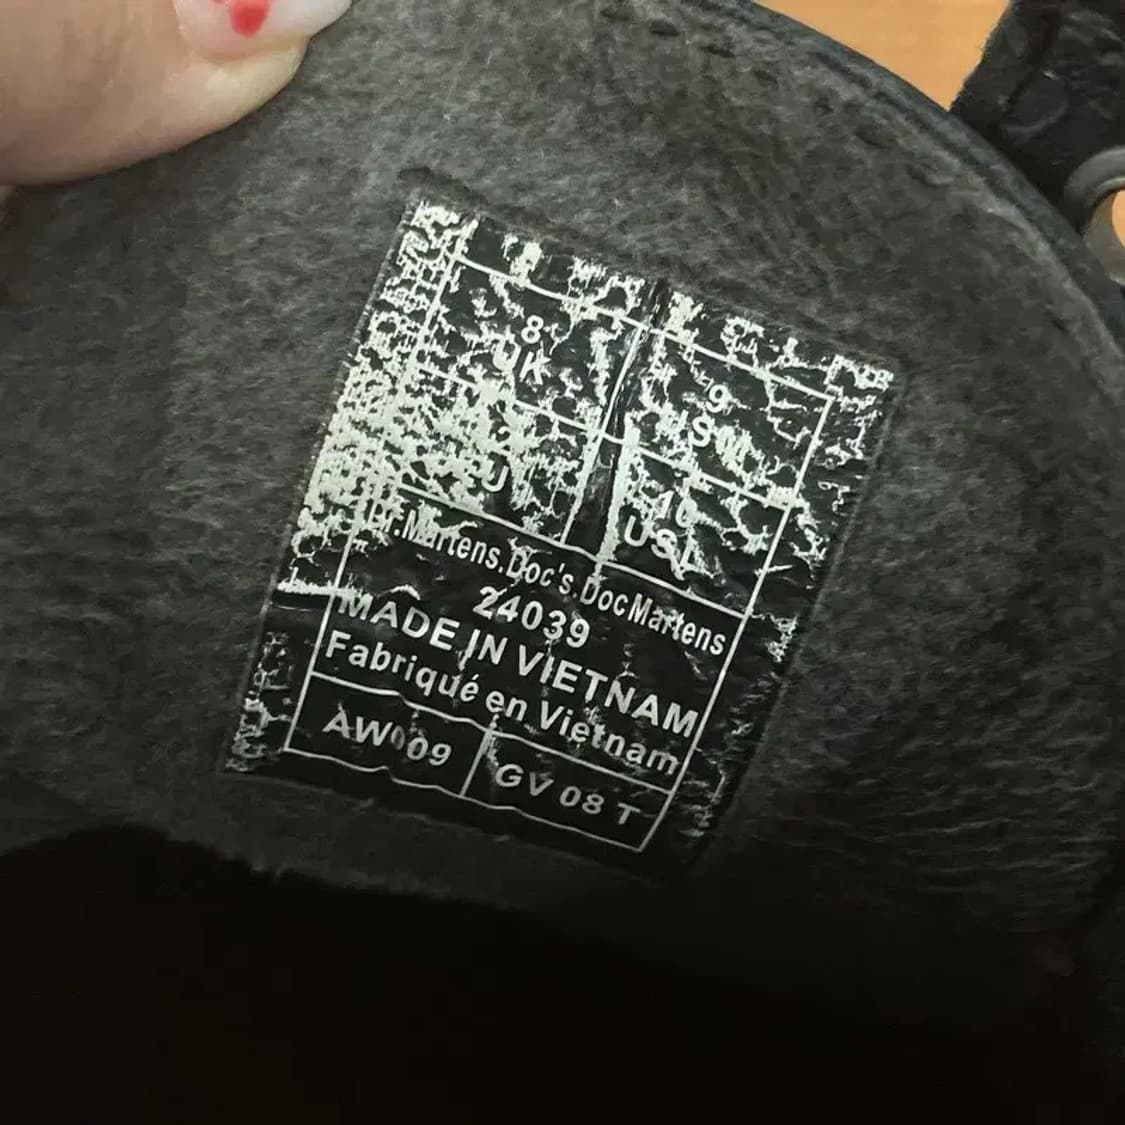 8
UK
9
USM
U
10
USL
Dr.Martens.Doc's.DocMartens
24039
MADE IN VIETNAM
Fabriqué en Vietnam
AW009
GV 08 T